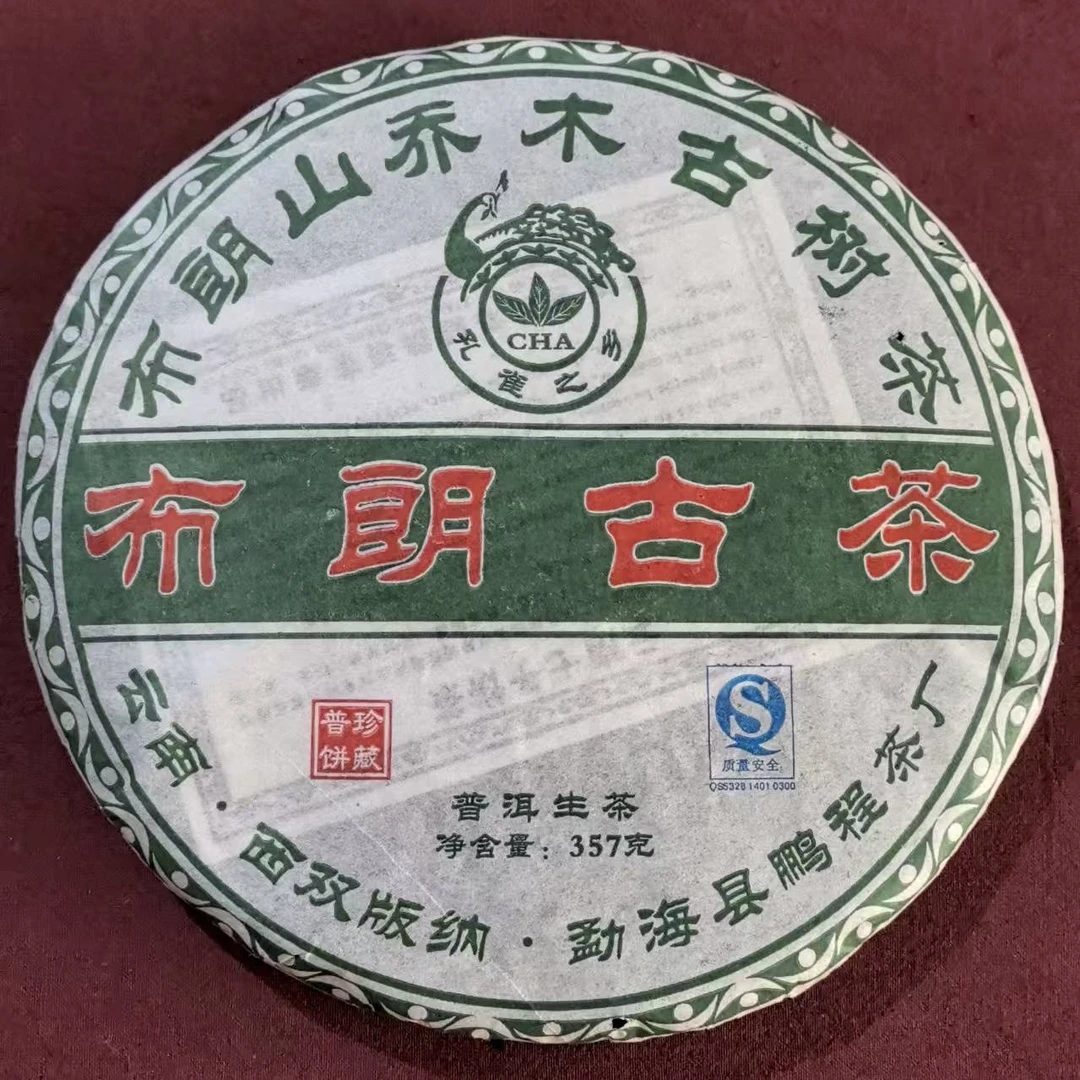 布朗山乔木古树茶
CHA
孔雀之乡
布朗古茶
珍藏
普饼
质量安全
QS5328 1401 0300
普洱生茶
净含量：357克
云南·西双版纳·勐海县鹏程茶厂